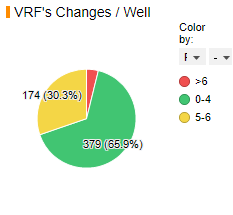 VRF's Changes / Well
Color
by:
>6
0-4
5-6
174 (30.3%)
379 (65.9%)